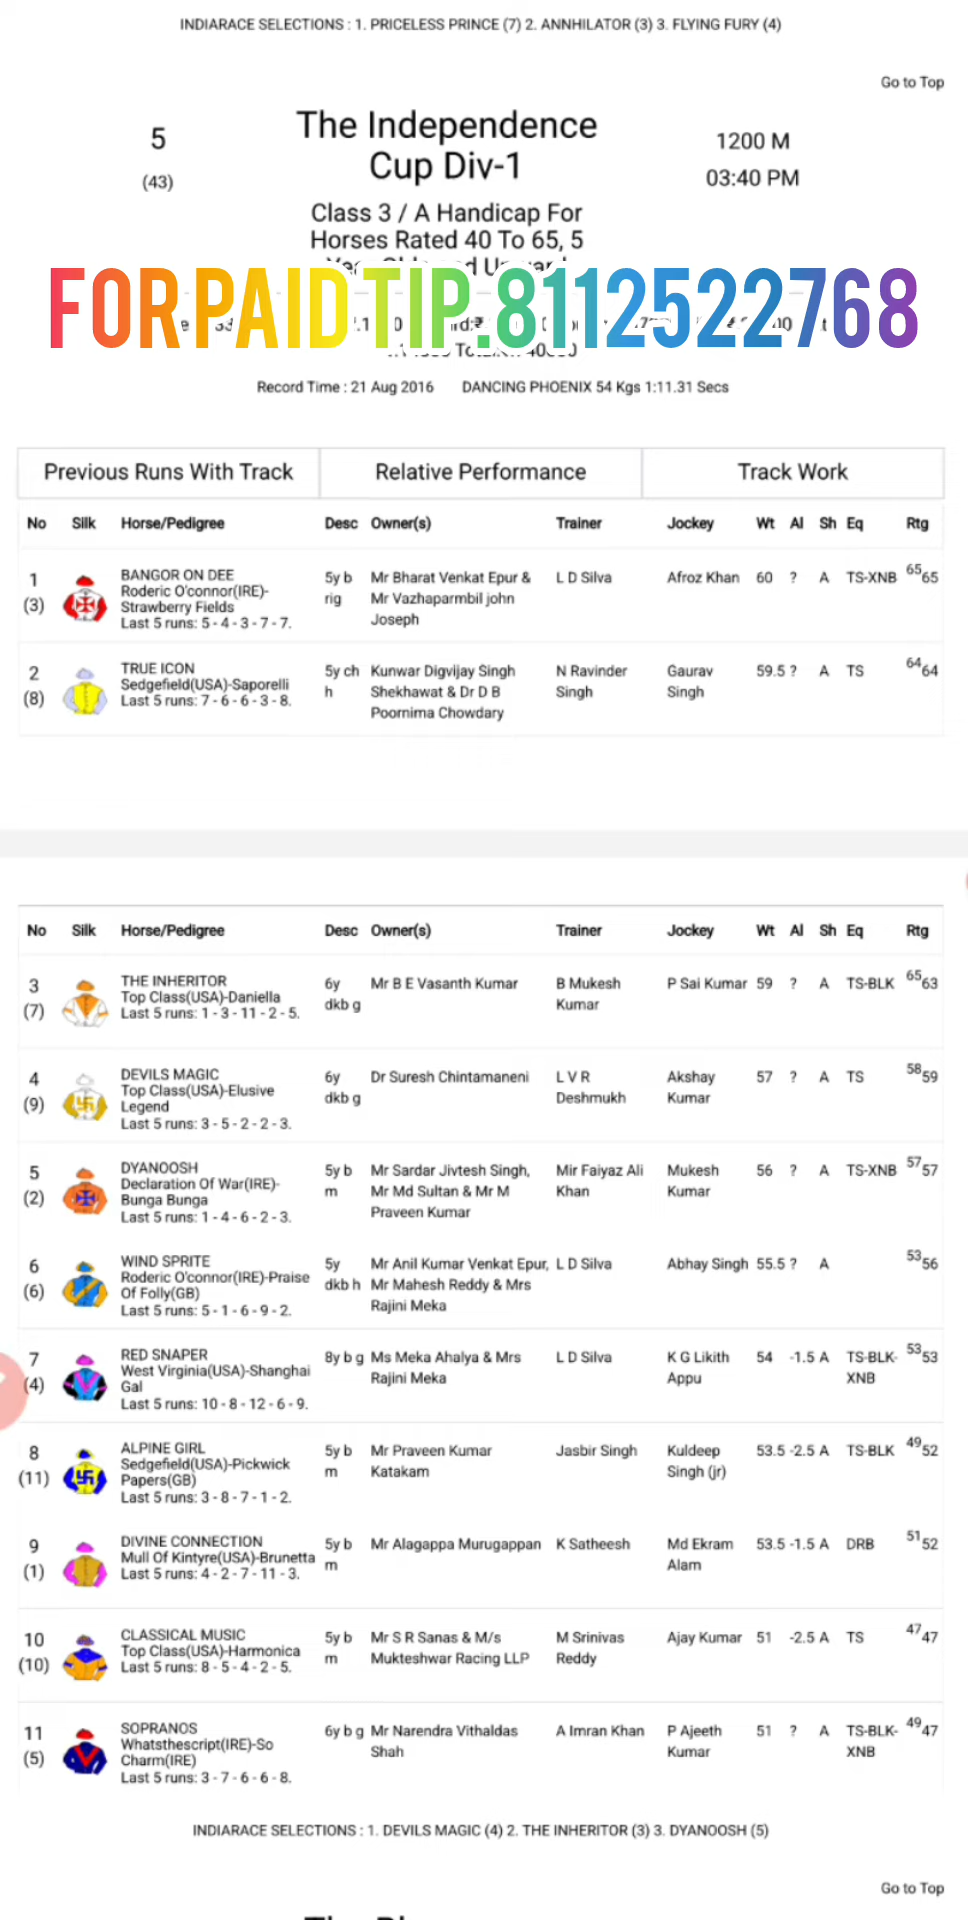 INDIARACE SELECTIONS : 1. PRICELESS PRINCE (7) 2. ANNHILATOR (3) 3. FLYING FURY (4)
Go to Top
5
(43)
The Independence
Cup Div-1
1200 M
03:40 PM
Class 3 / A Handicap For
Horses Rated 40 To 65, 5
FOR PAID TIP.8112522768
Record Time : 21 Aug 2016 DANCING PHOENIX 54 Kgs 1:11.31 Secs
Previous Runs With Track Relative Performance Track Work
No Silk Horse/Pedigree Desc Owner(s) Trainer Jockey Wt Al Sh Eq Rtg
1 BANGOR ON DEE 5y b Mr Bharat Venkat Epur & L D Silva Afroz Khan 60 ? A TS-XNB 65 65
(3) Roderic O'connor(IRE)- rig Mr Vazhaparmbil john
Strawberry Fields Joseph
Last 5 runs: 5 - 4 - 3 - 7 - 7.
2 TRUE ICON 5y ch Kunwar Digvijay Singh N Ravinder Gaurav 59.5 ? A TS 64 64
(8) Sedgefield(USA)-Saporelli h Shekhawat & Dr D B Singh Singh
Last 5 runs: 7 - 6 - 6 - 3 - 8. Poornima Chowdary
No Silk Horse/Pedigree Desc Owner(s) Trainer Jockey Wt Al Sh Eq Rtg
3 THE INHERITOR 6y Mr B E Vasanth Kumar B Mukesh P Sai Kumar 59 ? A TS-BLK 65 63
(7) Top Class(USA)-Daniella dkb g Kumar
Last 5 runs: 1 - 3 - 11 - 2 - 5.
4 DEVILS MAGIC 6y Dr Suresh Chintamaneni L V R Akshay 57 ? A TS 58 59
(9) Top Class(USA)-Elusive dkb g Deshmukh Kumar
Legend
Last 5 runs: 3 - 5 - 2 - 2 - 3.
5 DYANOOSH 5y b Mr Sardar Jivtesh Singh, Mir Faiyaz Ali Mukesh 56 ? A TS-XNB 57 57
(2) Declaration Of War(IRE)- m Mr Md Sultan & Mr M Khan Kumar
Bunga Bunga Praveen Kumar
Last 5 runs: 1 - 4 - 6 - 2 - 3.
6 WIND SPRITE 5y Mr Anil Kumar Venkat Epur, L D Silva Abhay Singh 55.5 ? A 53 56
(6) Roderic O'connor(IRE)-Praise dkb h Mr Mahesh Reddy & Mrs
Of Folly(GB) Rajini Meka
Last 5 runs: 5 - 1 - 6 - 9 - 2.
7 RED SNAPER 8y b g Ms Meka Ahalya & Mrs L D Silva K G Likith 54 -1.5 A TS-BLK- 53 53
(4) West Virginia(USA)-Shanghai Rajini Meka Appu XNB
Gal
Last 5 runs: 10 - 8 - 12 - 6 - 9.
8 ALPINE GIRL 5y b Mr Praveen Kumar Jasbir Singh Kuldeep 53.5 -2.5 A TS-BLK 49 52
(11) Sedgefield(USA)-Pickwick m Katakam Singh (jr)
Papers(GB)
Last 5 runs: 3 - 8 - 7 - 1 - 2.
9 DIVINE CONNECTION 5y b Mr Alagappa Murugappan K Satheesh Md Ekram 53.5 -1.5 A DRB 51 52
(1) Mull Of Kintyre(USA)-Brunetta m Alam
Last 5 runs: 4 - 2 - 7 - 11 - 3.
10 CLASSICAL MUSIC 5y b Mr S R Sanas & M/s M Srinivas Ajay Kumar 51 -2.5 A TS 47 47
(10) Top Class(USA)-Harmonica m Mukteshwar Racing LLP Reddy
Last 5 runs: 8 - 5 - 4 - 2 - 5.
11 SOPRANOS 6y b g Mr Narendra Vithaldas A Imran Khan P Ajeeth 51 ? A TS-BLK- 49 47
(5) Whatsthescript(IRE)-So Shah Kumar XNB
Charm(IRE)
Last 5 runs: 3 - 7 - 6 - 6 - 8.
INDIARACE SELECTIONS : 1. DEVILS MAGIC (4) 2. THE INHERITOR (3) 3. DYANOOSH (5)
Go to Top